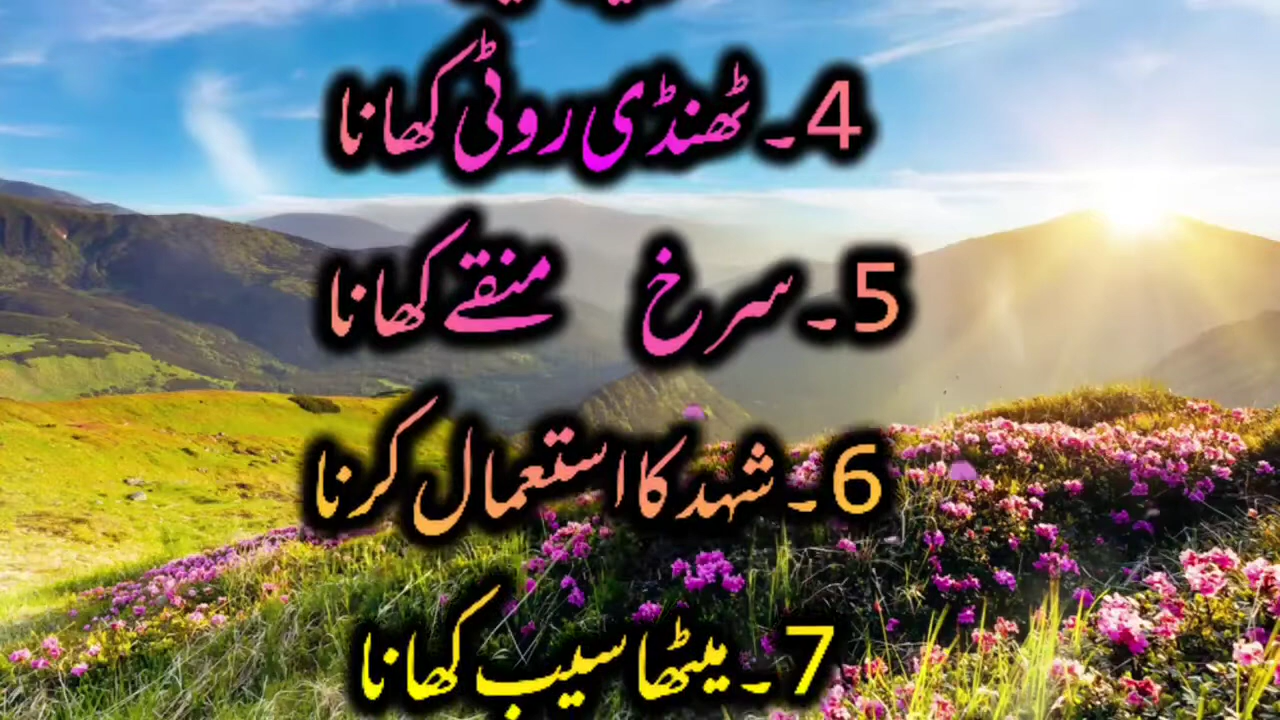 4۔ ٹھنڈی روٹی کھانا
5۔ سرخ منقے کھانا
6۔ شہد کا استعمال کرنا
7۔ میٹھا سیب کھانا